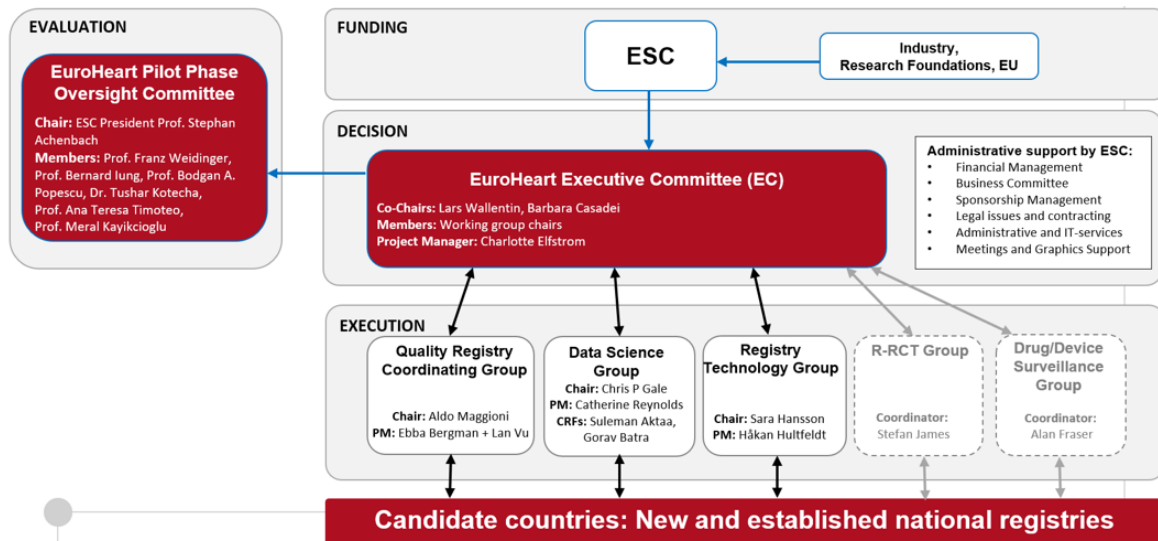 EVALUATION
EuroHeart Pilot Phase
Oversight Committee
Chair: ESC President Prof. Stephan
Achenbach
Members: Prof. Franz Weidinger,
Prof. Bernard Iung, Prof. Bodgan A.
Popescu, Dr. Tushar Kotecha,
Prof. Ana Teresa Timoteo,
Prof. Meral Kayikcioglu
FUNDING
ESC
Industry,
Research Foundations, EU
DECISION
EuroHeart Executive Committee (EC)
Co-Chairs: Lars Wallentin, Barbara Casadei
Members: Working group chairs
Project Manager: Charlotte Elfstrom
Administrative support by ESC:
• Financial Management
• Business Committee
• Sponsorship Management
• Legal issues and contracting
• Administrative and IT-services
• Meetings and Graphics Support
EXECUTION
Quality Registry
Coordinating Group
Chair: Aldo Maggioni
PM: Ebba Bergman + Lan Vu
Data Science
Group
Chair: Chris P Gale
PM: Catherine Reynolds
CRFs: Suleman Aktaa,
Gorav Batra
Registry
Technology Group
Chair: Sara Hansson
PM: Håkan Hultfeldt
R-RCT Group
Coordinator:
Stefan James
Drug/Device
Surveillance
Group
Coordinator:
Alan Fraser
Candidate countries: New and established national registries